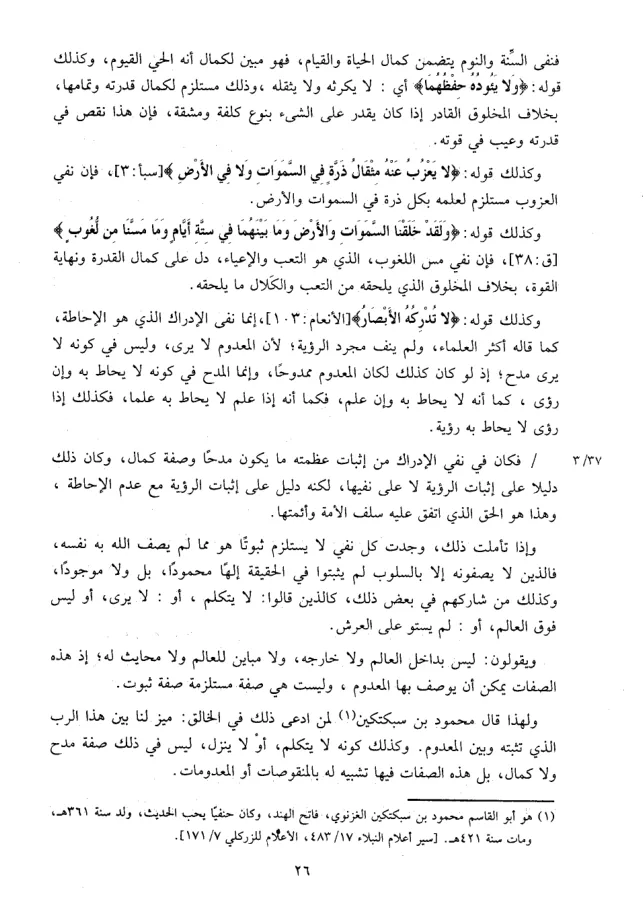 فنفى السِّنة والنوم يتضمن كمال الحياة والقيام، فهو مبين لكمال أنه الحي القيوم، وكذلك
قوله: ﴿وَلَا يَئُودُهُ حِفْظُهُمَا﴾ أي : لا يكرثه ولا يثقله ،وذلك مستلزم لكمال قدرته وتمامها،
بخلاف المخلوق القادر إذا كان يقدر على الشىء بنوع كلفة ومشقة، فإن هذا نقص في
قدرته وعيب في قوته.
وكذلك قوله: ﴿لا يَعْزُبُ عَنْهُ مِثْقَالُ ذَرَّةٍ فِي السَّمَوَاتِ وَلا فِي الأَرْضِ ﴾[سبأ:٣]، فإن نفي
العزوب مستلزم لعلمه بكل ذرة في السموات والأرض.
وكذلك قوله: ﴿وَلَقَدْ خَلَقْنَا السَّمَوَاتِ وَالأَرْضَ وَمَا بَيْنَهُمَا فِي سِتَّةِ أَيَّامٍ وَمَا مَسَّنَا مِن لُّغُوبٍ ﴾
[ق:٣٨]، فإن نفي مس اللغوب، الذي هو التعب والإعياء، دل على كمال القدرة ونهاية
القوة، بخلاف المخلوق الذي يلحقه من التعب والكَلال ما يلحقه.
وكذلك قوله: ﴿لا تُدْرِكُهُ الأَبْصَارُ﴾[الأنعام:١٠٣]،إنما نفى الإدراك الذي هو الإحاطة،
كما قاله أكثر العلماء، ولم ينف مجرد الرؤية؛ لأن المعدوم لا يرى، وليس في كونه لا
يرى مدح؛ إذ لو كان كذلك لكان المعدوم ممدوحًا، وإنما المدح في كونه لا يحاط به وإن
رؤى ، كما أنه لا يحاط به وإن علم، فكما أنه إذا علم لا يحاط به علما، فكذلك إذا
رؤى لا يحاط به رؤية.
٣/٣٧ / فكان في نفي الإدراك من إثبات عظمته ما يكون مدحًا وصفة كمال، وكان ذلك
دليلا على إثبات الرؤية لا على نفيها، لكنه دليل على إثبات الرؤية مع عدم الإحاطة ،
وهذا هو الحق الذي اتفق عليه سلف الأمة وأئمتها.
وإذا تأملت ذلك، وجدت كل نفي لا يستلزم ثبوتًا هو مما لم يصف الله به نفسه،
فالذين لا يصفونه إلا بالسلوب لم يثبتوا في الحقيقة إلهًا محمودًا، بل ولا موجودًا،
وكذلك من شاركهم في بعض ذلك، كالذين قالوا: لا يتكلم ، أو : لا يرى، أو ليس
فوق العالم، أو : لم يستو على العرش.
ويقولون: ليس بداخل العالم ولا خارجه، ولا مباين للعالم ولا محايث له؛ إذ هذه
الصفات يمكن أن يوصف بها المعدوم ، وليست هي صفة مستلزمة صفة ثبوت.
ولهذا قال محمود بن سبكتكين(١) لمن ادعى ذلك في الخالق: ميز لنا بين هذا الرب
الذي تثبته وبين المعدوم. وكذلك كونه لا يتكلم، أو لا ينزل، ليس في ذلك صفة مدح
ولا كمال، بل هذه الصفات فيها تشبيه له بالمنقوصات أو المعدومات.
(١) هو أبو القاسم محمود بن سبكتكين الغزنوي، فاتح الهند، وكان حنفيًا يحب الحديث، ولد سنة ٣٦١هـ،
ومات سنة ٤٢١هـ. [سير أعلام النبلاء ٤٨٣/١٧، الأعلام للزركلي ١٧١/٧].
٢٦